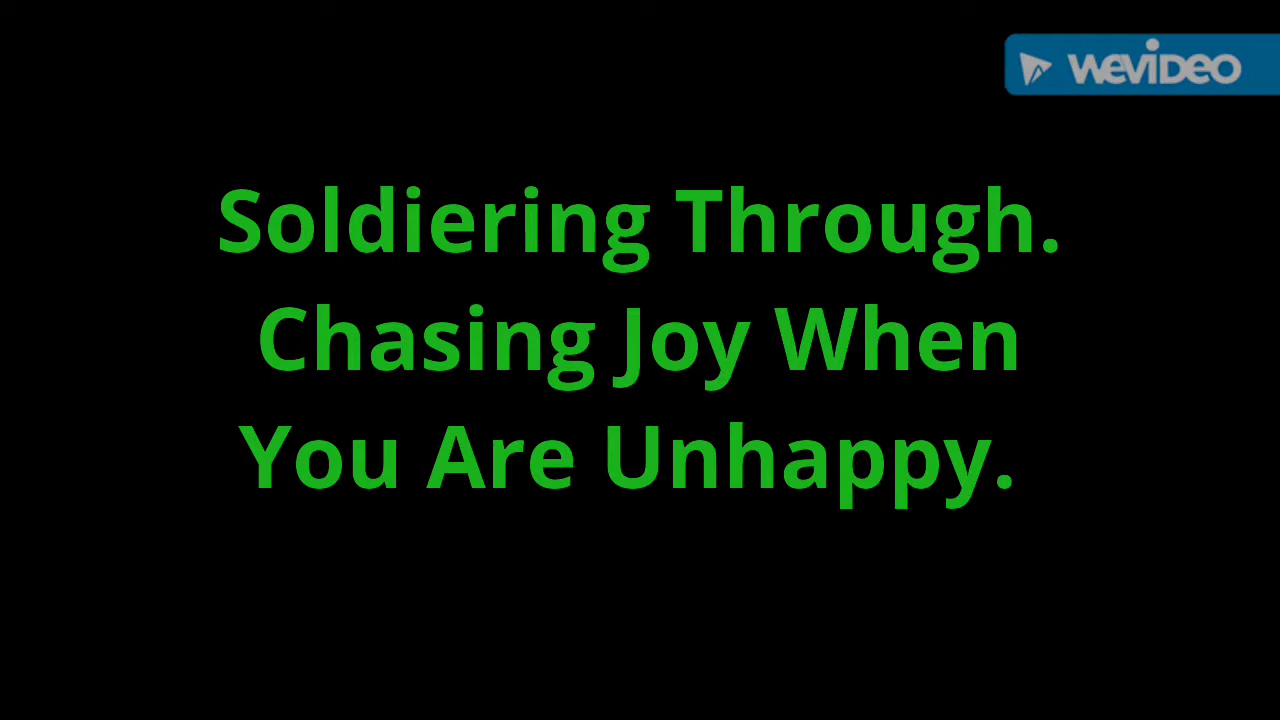 WEVIDEO
Soldiering Through.
Chasing Joy When
You Are Unhappy.